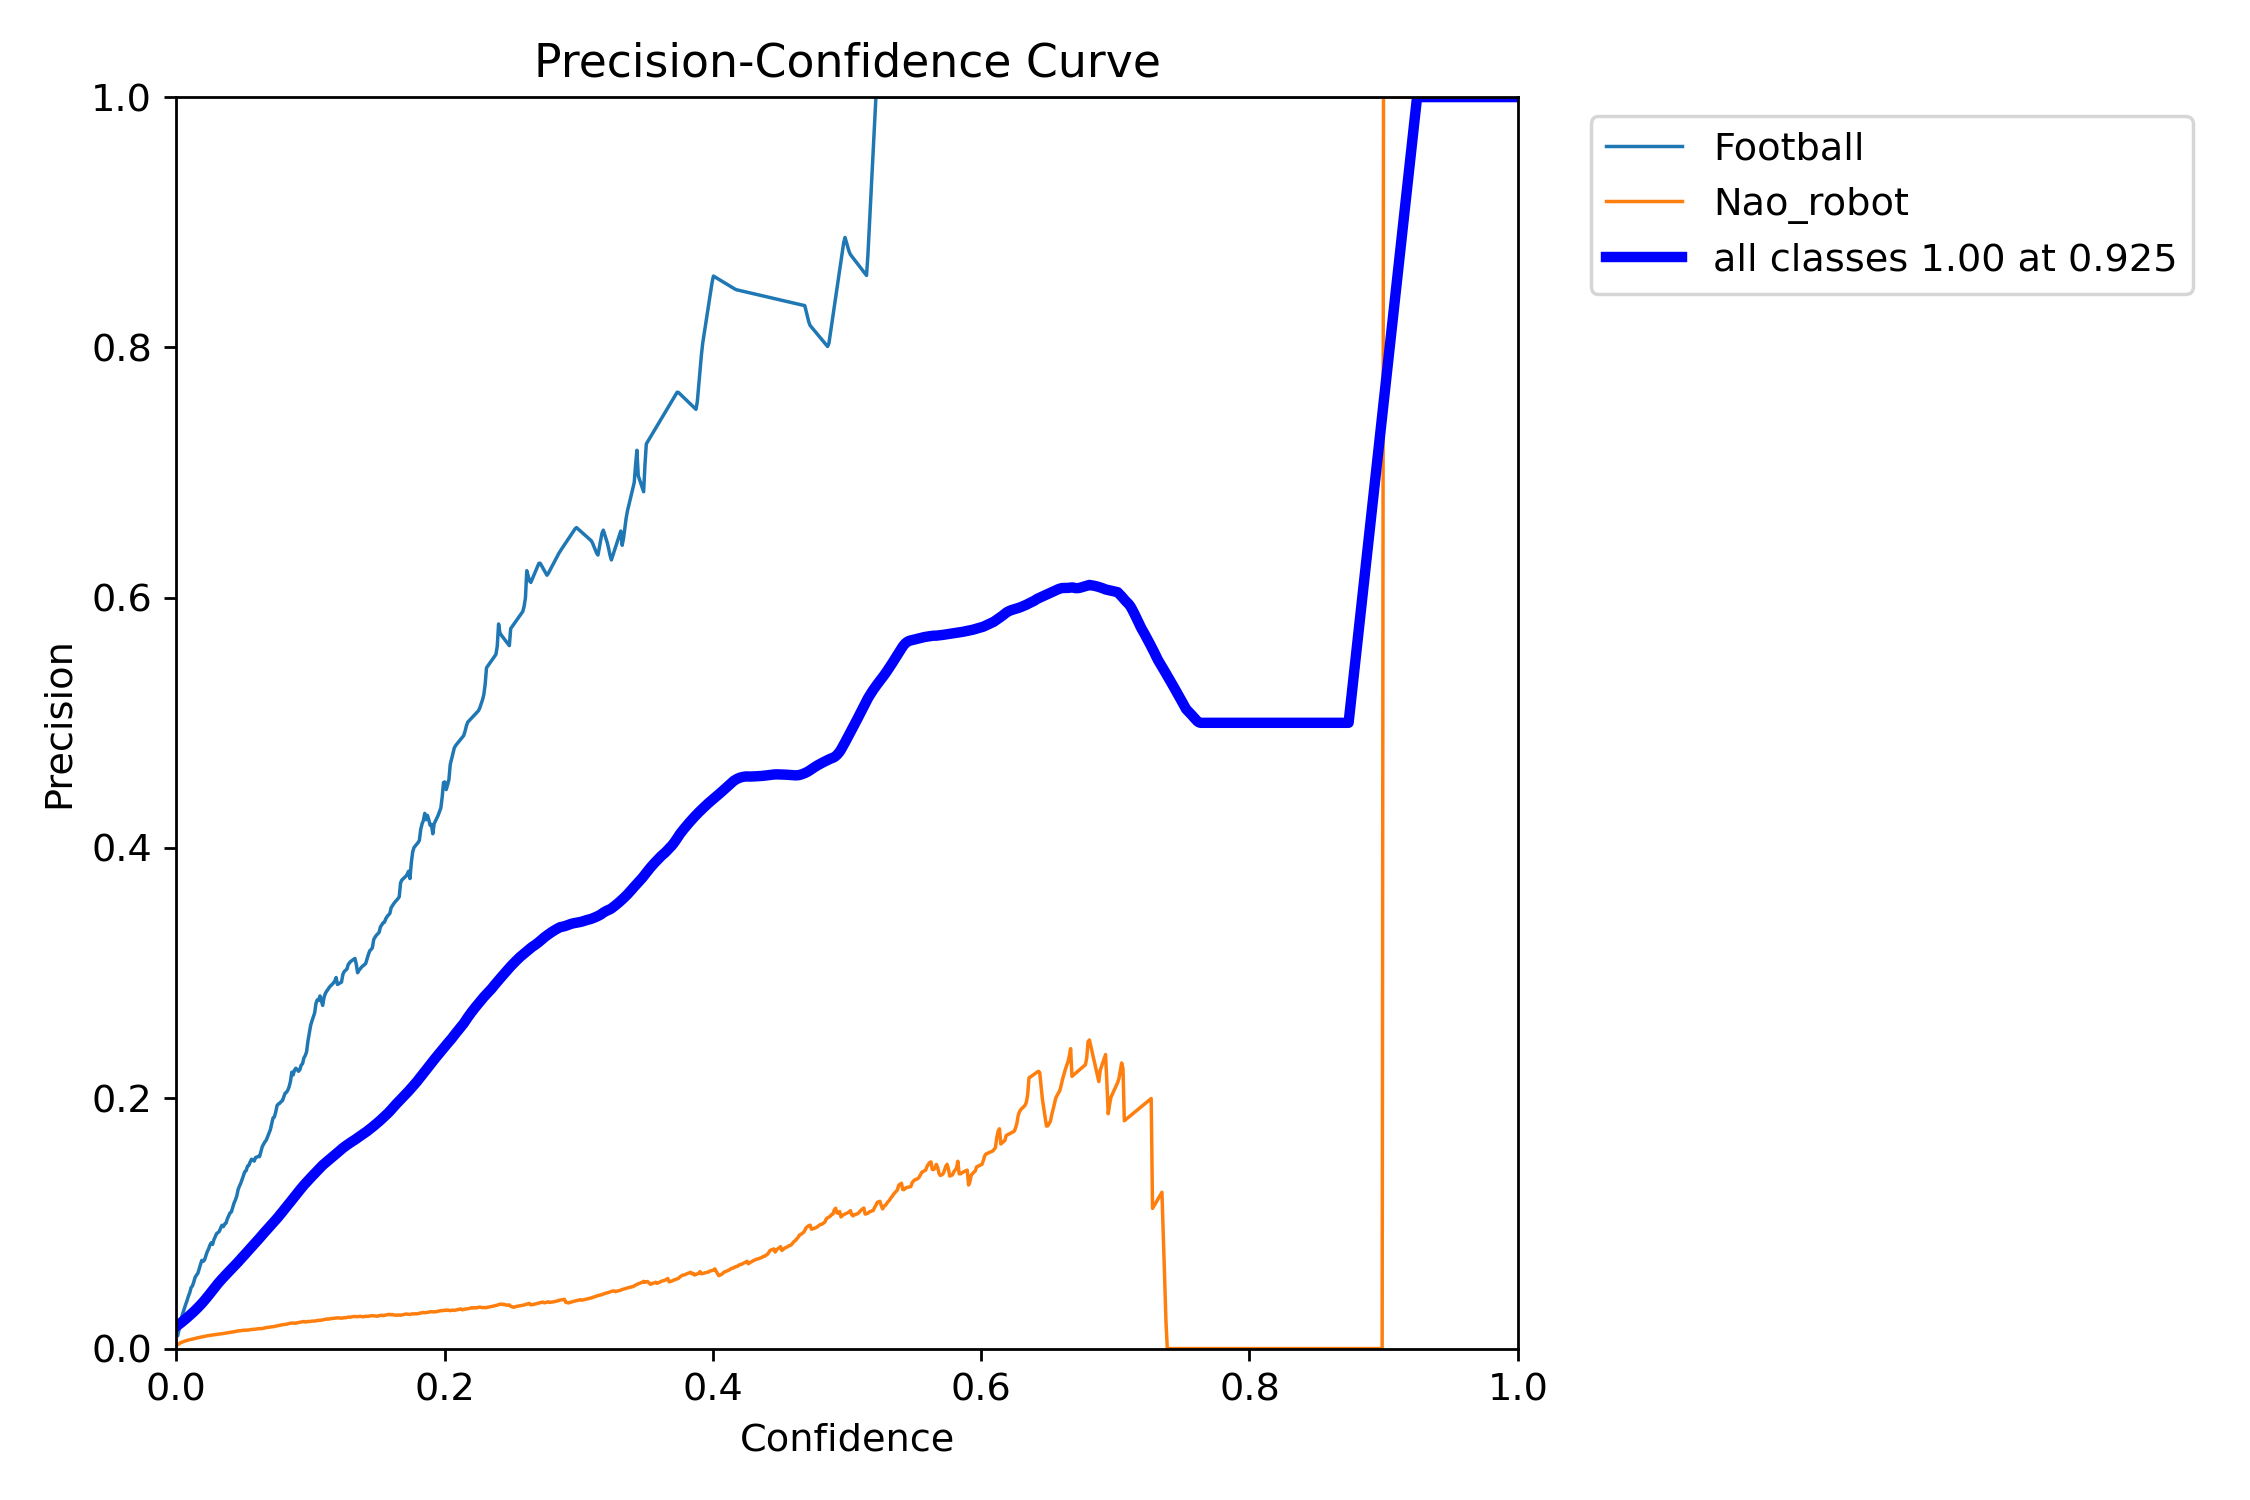 Precision-Confidence Curve
1.0
0.8
0.6
0.4
0.2
0.0
Precision
0.0 0.2 0.4 0.6 0.8 1.0
Confidence
Football
Nao_robot
all classes 1.00 at 0.925